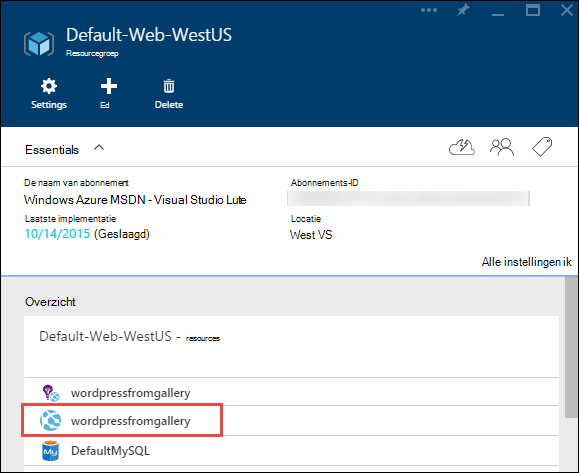 Default-Web-WestUS
Resourcegroep
Settings
Ed
Delete
Essentials
De naam van abonnement
Abonnements-ID
Windows Azure MSDN - Visual Studio Lute
Laatste implementatie
Locatie
10/14/2015 (Geslaagd)
West VS
Alle instellingen ik
Overzicht
Default-Web-WestUS - resources
wordpressfromgallery
wordpressfromgallery
My
DefaultMySQL